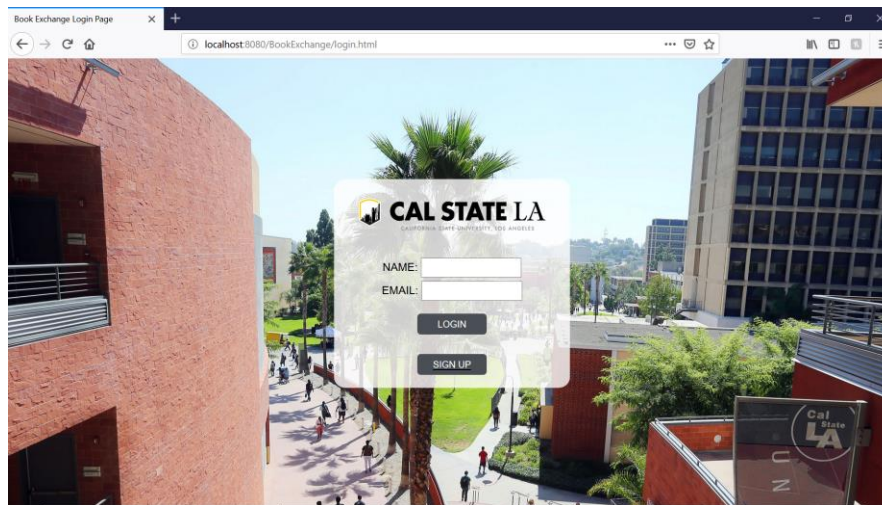 Book Exchange Login Page
localhost:8080/BookExchange/login.html
CAL STATE LA
CALIFORNIA STATE UNIVERSITY, LOS ANGELES
NAME:
EMAIL:
LOGIN
SIGN UP
Cal
State
LA
U
N